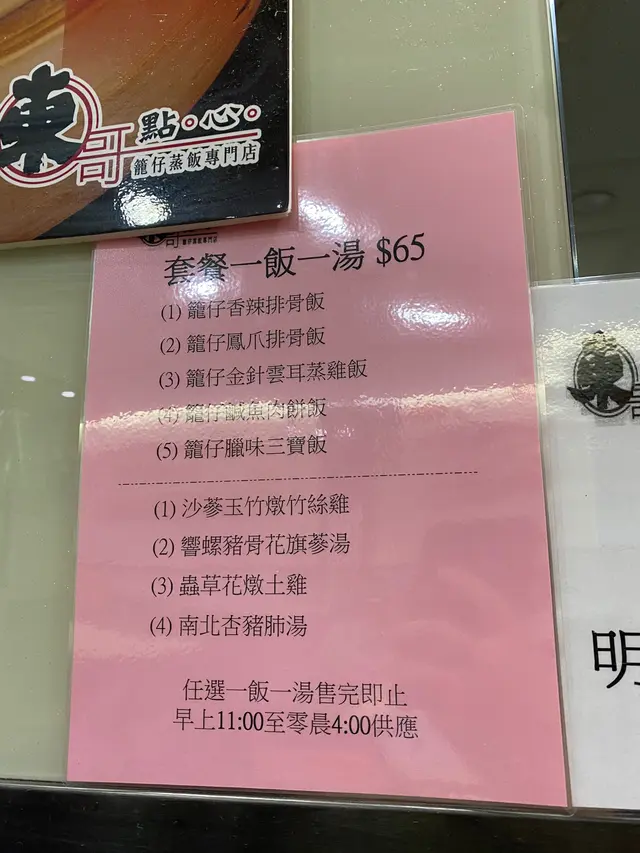 東哥
點·心·
籠仔蒸飯專門店
套餐一飯一湯 $65
(1) 籠仔香辣排骨飯
(2) 籠仔鳳爪排骨飯
(3) 籠仔金針雲耳蒸雞飯
(4) 籠仔鹹魚肉餅飯
(5) 籠仔臘味三寶飯
(1) 沙蔘玉竹燉竹絲雞
(2) 響螺豬骨花旗蔘湯
(3) 蟲草花燉土雞
(4) 南北杏豬肺湯
任選一飯一湯售完即止
早上11:00至零晨4:00供應
東
明